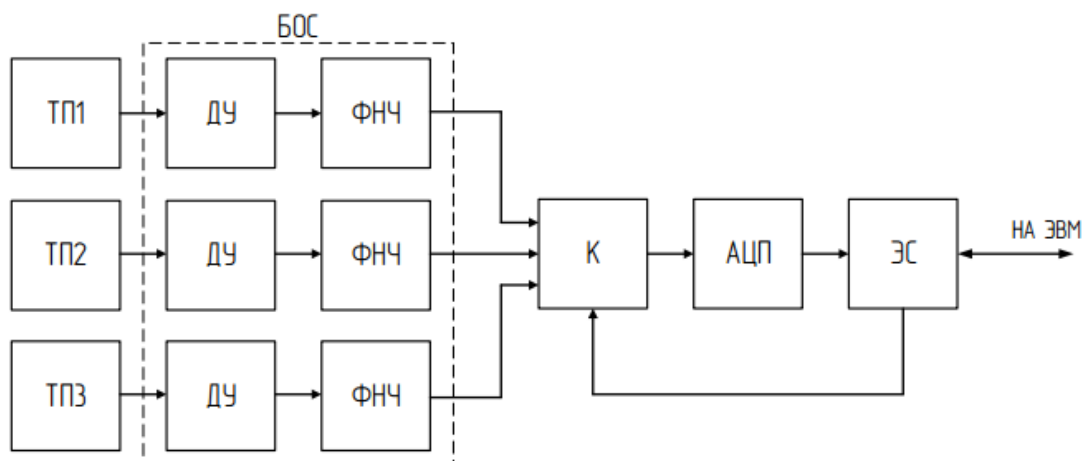 БОС
ТП1 ДУ ФНЧ
ТП2 ДУ ФНЧ К АЦП ЭС НА ЭВМ
ТП3 ДУ ФНЧ